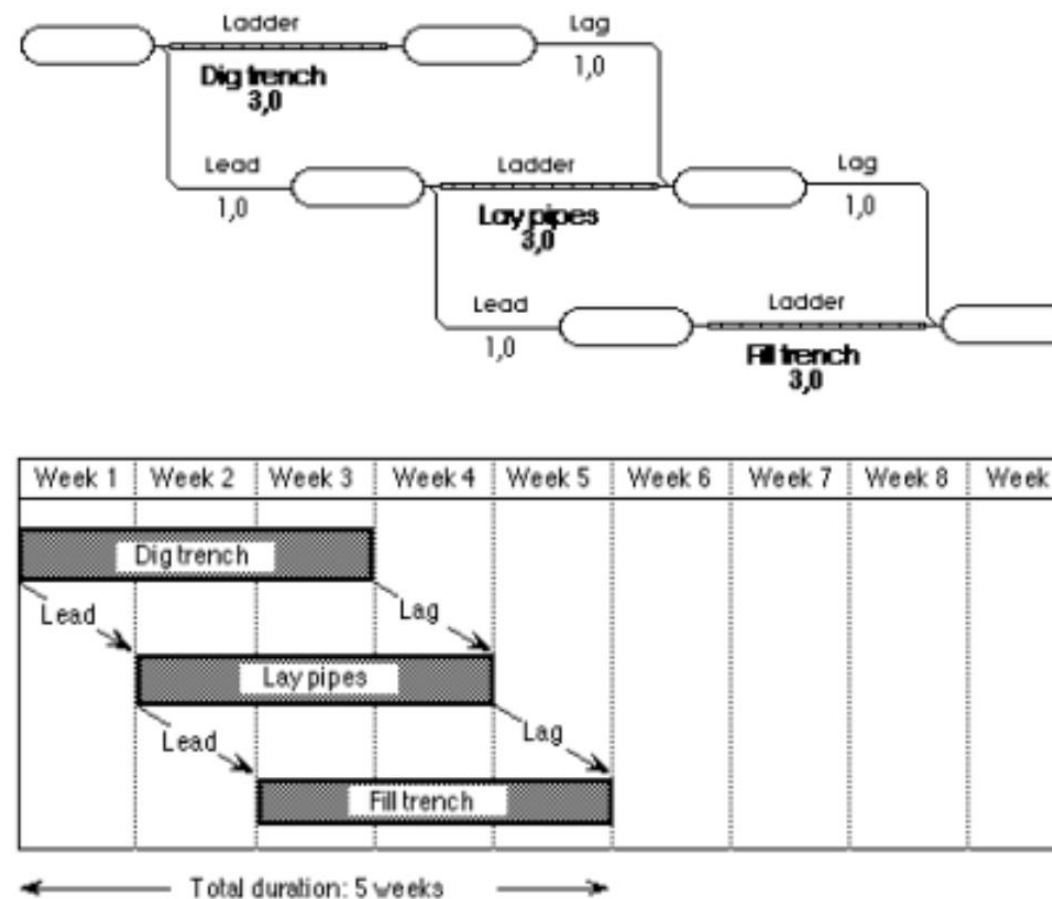 Ladder
Lag
1,0
Dig trench
3,0
Lead
Ladder
Lag
1,0
1,0
Lay pipes
3,0
Lead
Ladder
1,0
Fill trench
3,0
Week 1 Week 2 Week 3 Week 4 Week 5 Week 6 Week 7 Week 8 Week
Dig trench
Lead
Lag
Lay pipes
Lead
Lag
Fill trench
Total duration: 5 weeks